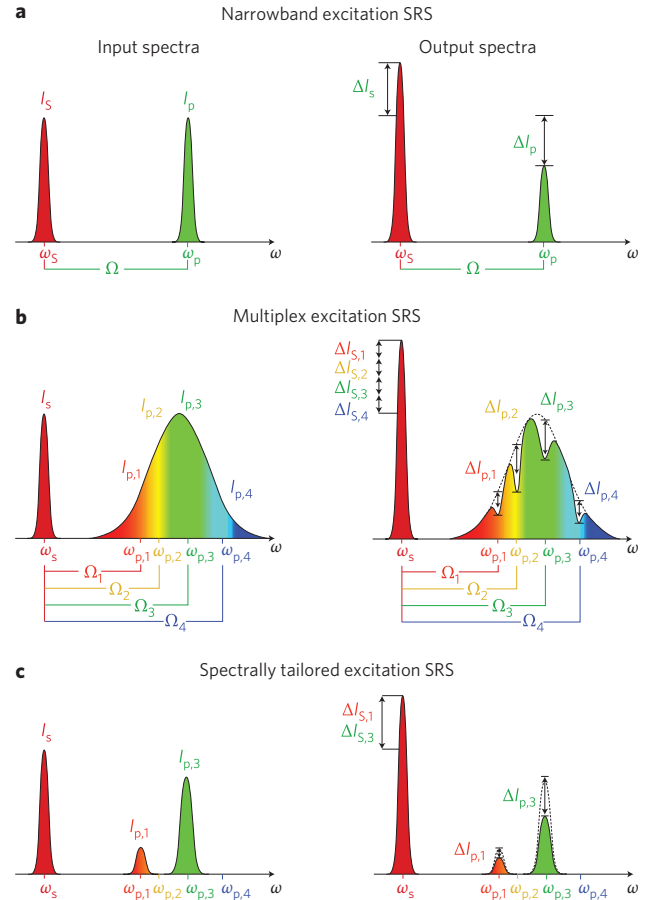 a Narrowband excitation SRS
Input spectra
Output spectra
I_S
I_p
ΔI_s
ΔI_p
ω_S ω_p ω
Ω
ω_S ω_p ω
Ω
b Multiplex excitation SRS
I_s
I_p,1
I_p,2
I_p,3
I_p,4
ΔI_S,1
ΔI_S,2
ΔI_S,3
ΔI_S,4
ΔI_p,1
ΔI_p,2
ΔI_p,3
ΔI_p,4
ω_s ω_p,1 ω_p,2 ω_p,3 ω_p,4 ω
Ω_1
Ω_2
Ω_3
Ω_4
ω_s ω_p,1 ω_p,2 ω_p,3 ω_p,4 ω
Ω_1
Ω_2
Ω_3
Ω_4
c Spectrally tailored excitation SRS
I_s
I_p,1
I_p,3
ΔI_S,1
ΔI_S,3
ΔI_p,1
ΔI_p,3
ω_s ω_p,1 ω_p,2 ω_p,3 ω_p,4 ω
ω_s ω_p,1 ω_p,2 ω_p,3 ω_p,4 ω